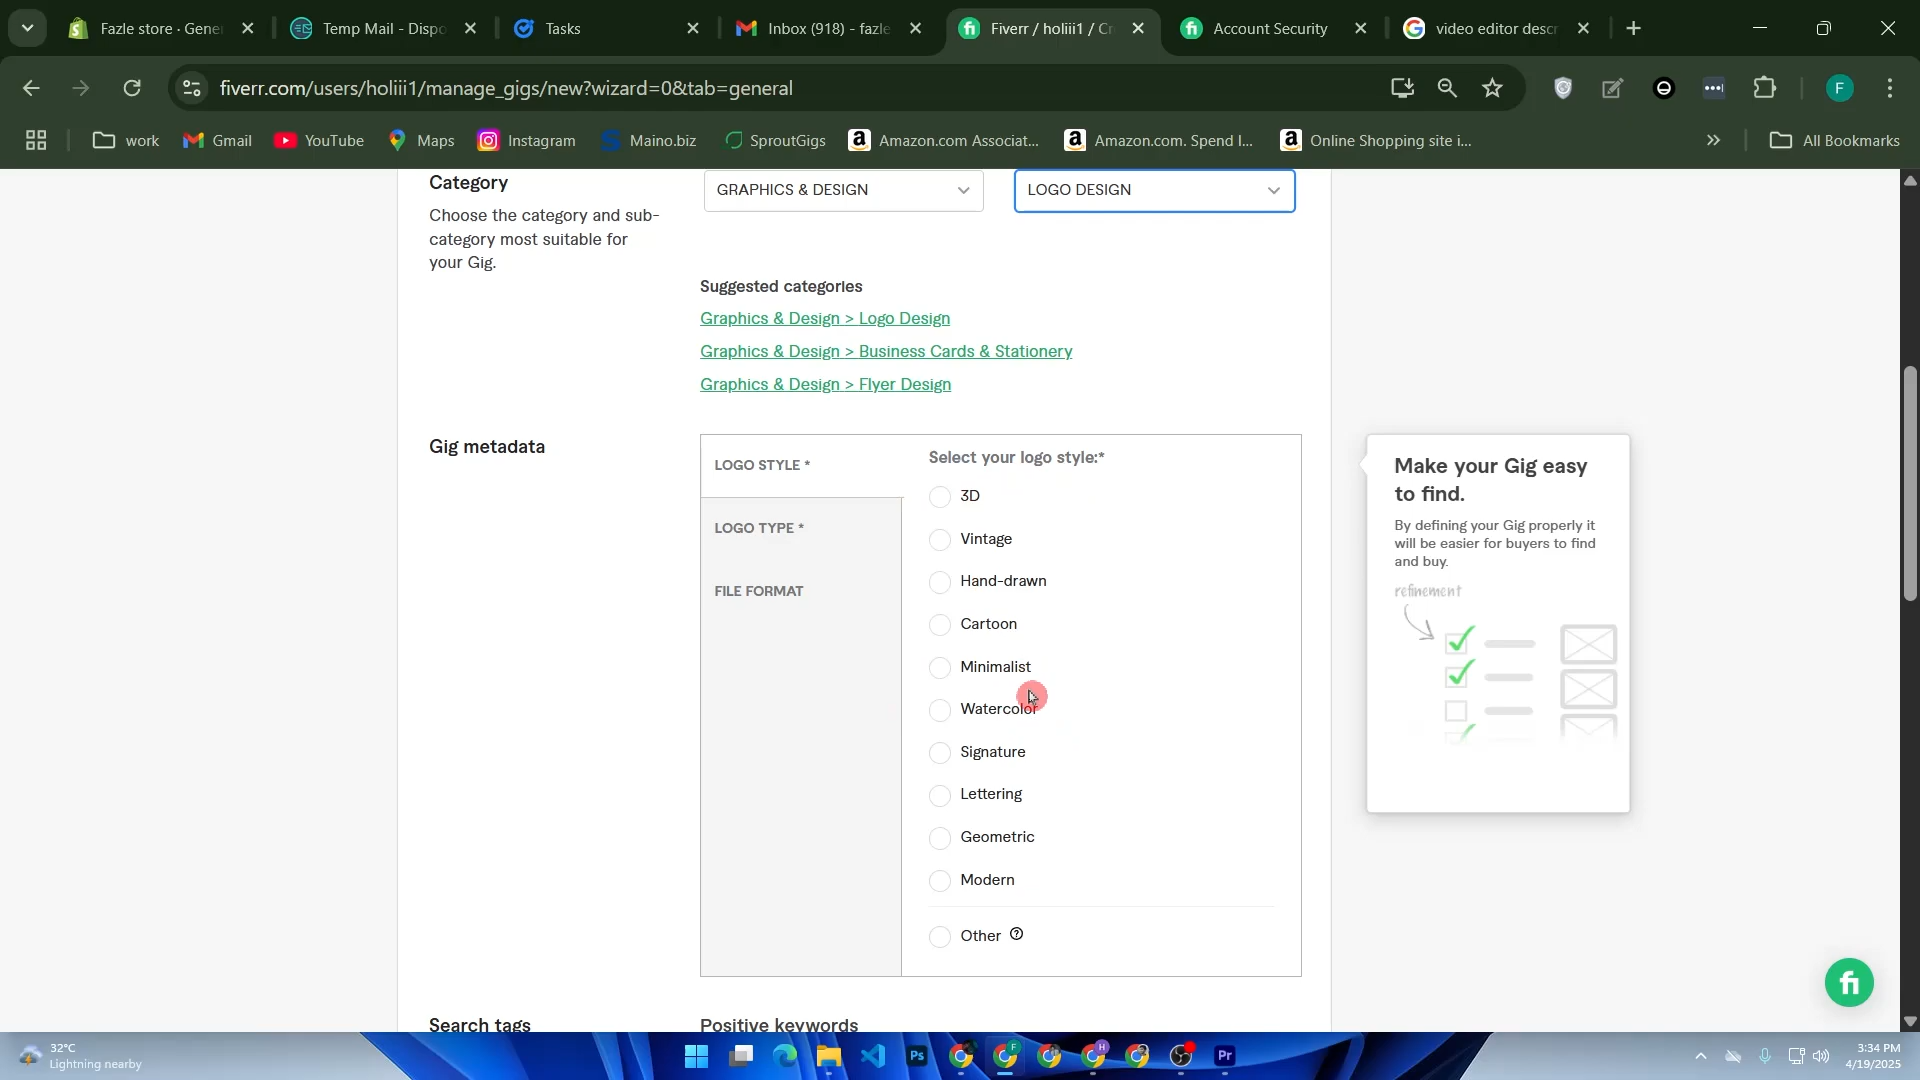 Fazle store · Gene
Temp Mail - Dispo
Tasks
Inbox (918) - fazle
Fiverr / holiii1 / Cr
Account Security
video editor descr
fiverr.com/users/holiii1/manage_gigs/new?wizard=0&tab=general
F
work
Gmail
YouTube
Maps
Instagram
Maino.biz
SproutGigs
Amazon.com Associat...
Amazon.com. Spend I...
Online Shopping site i...
All Bookmarks
Category
GRAPHICS & DESIGN
LOGO DESIGN
Choose the category and sub-
category most suitable for
your Gig.
Suggested categories
Graphics & Design > Logo Design
Graphics & Design > Business Cards & Stationery
Graphics & Design > Flyer Design
Gig metadata
LOGO STYLE *
LOGO TYPE *
FILE FORMAT
Select your logo style:*
3D
Vintage
Hand-drawn
Cartoon
Minimalist
Watercolor
Signature
Lettering
Geometric
Modern
Other
Make your Gig easy
to find.
By defining your Gig properly it
will be easier for buyers to find
and buy.
refinement
fi
Search tags
Positive keywords
32°C
Lightning nearby
Ps
F
H
Pr
3:34 PM
4/19/2025